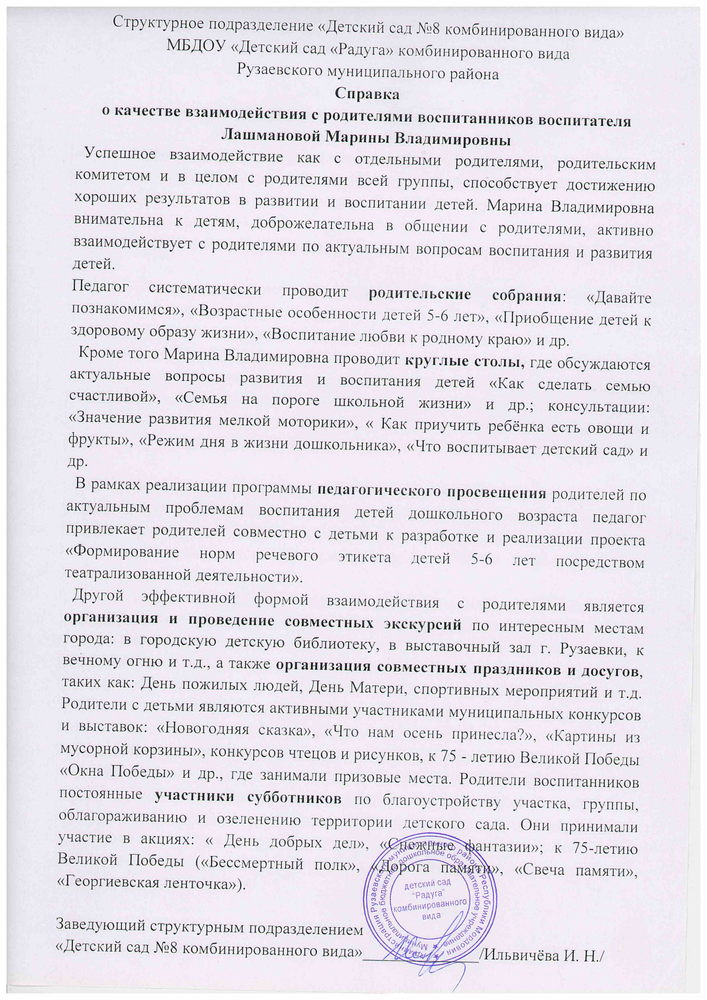 Структурное подразделение «Детский сад №8 комбинированного вида»
МБДОУ «Детский сад «Радуга» комбинированного вида
Рузаевского муниципального района
Справка
о качестве взаимодействия с родителями воспитанников воспитателя
Лашмановой Марины Владимировны
Успешное взаимодействие как с отдельными родителями, родительским
комитетом и в целом с родителями всей группы, способствует достижению
хороших результатов в развитии и воспитании детей. Марина Владимировна
внимательна к детям, доброжелательна в общении с родителями, активно
взаимодействует с родителями по актуальным вопросам воспитания и развития
детей.
Педагог систематически проводит родительские собрания: «Давайте
познакомимся», «Возрастные особенности детей 5-6 лет», «Приобщение детей к
здоровому образу жизни», «Воспитание любви к родному краю» и др.
Кроме того Марина Владимировна проводит круглые столы, где обсуждаются
актуальные вопросы развития и воспитания детей «Как сделать семью
счастливой», «Семья на пороге школьной жизни» и др.; консультации:
«Значение развития мелкой моторики», « Как приучить ребёнка есть овощи и
фрукты», «Режим дня в жизни дошкольника», «Что воспитывает детский сад» и
др.
В рамках реализации программы педагогического просвещения родителей по
актуальным проблемам воспитания детей дошкольного возраста педагог
привлекает родителей совместно с детьми к разработке и реализации проекта
«Формирование норм речевого этикета детей 5-6 лет посредством
театрализованной деятельности».
Другой эффективной формой взаимодействия с родителями является
организация и проведение совместных экскурсий по интересным местам
города: в городскую детскую библиотеку, в выставочный зал г. Рузаевки, к
вечному огню и т.д., а также организация совместных праздников и досугов,
таких как: День пожилых людей, День Матери, спортивных мероприятий и т.д.
Родители с детьми являются активными участниками муниципальных конкурсов
и выставок: «Новогодняя сказка», «Что нам осень принесла?», «Картины из
мусорной корзины», конкурсов чтецов и рисунков, к 75 - летию Великой Победы
«Окна Победы» и др., где занимали призовые места. Родители воспитанников
постоянные участники субботников по благоустройству участка, группы,
облагораживанию и озеленению территории детского сада. Они принимали
участие в акциях: « День добрых дел», «Снежные фантазии»; к 75-летию
Великой Победы («Бессмертный полк», «Дорога памяти», «Свеча памяти»,
«Георгиевская ленточка»).
Администрация Рузаевского муниципального района Республики Мордовия
Муниципальное бюджетное дошкольное образовательное учреждение
детский сад
"Радуга"
комбинированного
вида
Заведующий структурным подразделением
«Детский сад №8 комбинированного вида»______________/Ильвичёва И. Н./